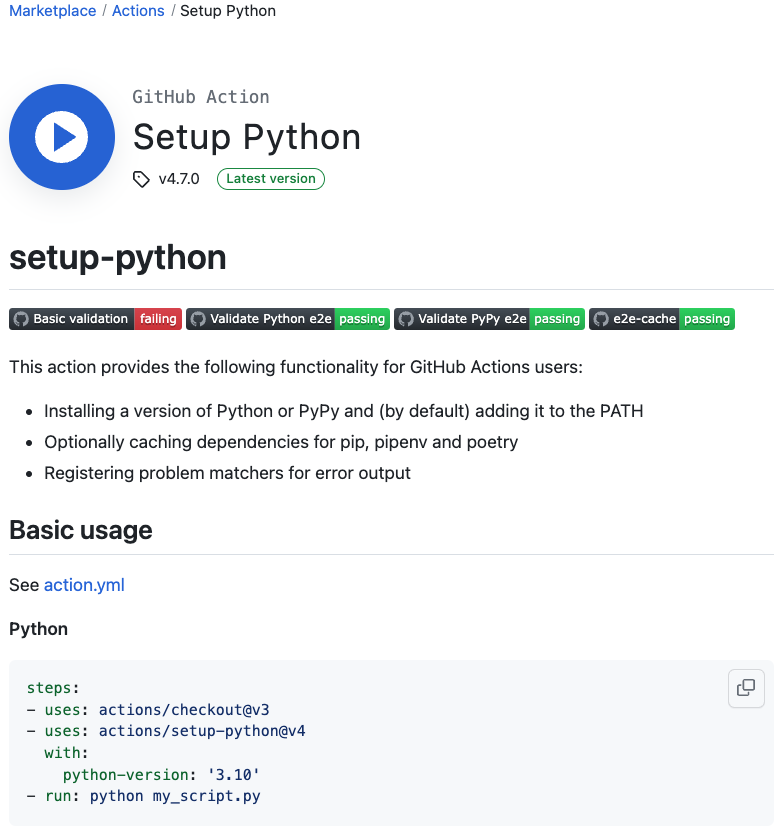 Marketplace / Actions / Setup Python
GitHub Action
Setup Python
v4.7.0 Latest version
setup-python
Basic validation failing Validate Python e2e passing Validate PyPy e2e passing e2e-cache passing
This action provides the following functionality for GitHub Actions users:
• Installing a version of Python or PyPy and (by default) adding it to the PATH
• Optionally caching dependencies for pip, pipenv and poetry
• Registering problem matchers for error output
Basic usage
See action.yml
Python
steps:
- uses: actions/checkout@v3
- uses: actions/setup-python@v4
  with:
    python-version: '3.10'
- run: python my_script.py